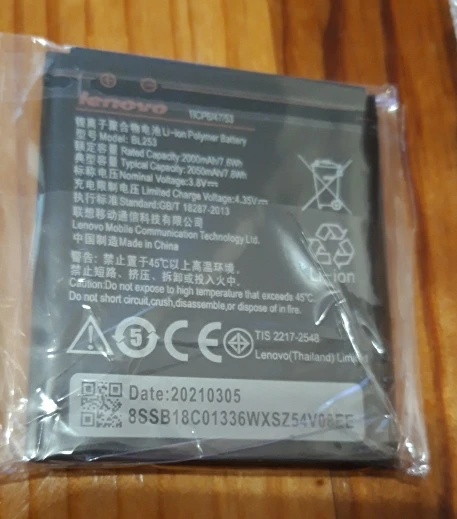 lenovo
1ICP5/47/53
锂离子聚合物电池 Li-ion Polymer Battery
型号 Model: BL253
额定容量 Rated Capacity: 2000mAh/7.6Wh
典型容量 Typical Capacity: 2050mAh/7.8Wh
标称电压 Nominal Voltage: 3.8V⎓
充电限制电压 Limited Charge Voltage: 4.35V⎓
执行标准 Standard: GB/T 18287-2013
联想移动通信科技有限公司
Lenovo Mobile Communication Technology Ltd.
中国制造 Made in China
警告: 禁止置于45℃以上高温环境。
禁止短路、挤压、拆卸或投入火中。
Caution:Do not expose to high temperature that exceeds 45℃.
Do not short circuit,crush,disassemble,or dispose of in fire.
Li-ion
5
CE
TIS 2217-2548
Lenovo(Thailand) Limited
Date:20210305
8SSB18C01336WXSZ54V08EE